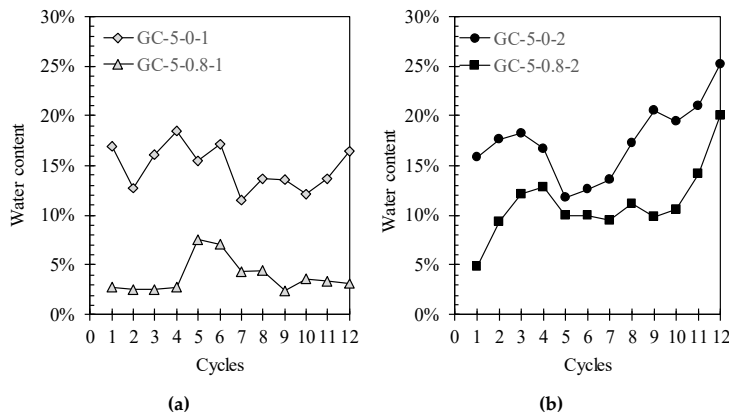 30%
25%
20%
15%
10%
5%
0%
Water content
GC-5-0-1
GC-5-0.8-1
0 1 2 3 4 5 6 7 8 9 10 11 12
Cycles
(a)
30%
25%
20%
15%
10%
5%
0%
Water content
GC-5-0-2
GC-5-0.8-2
0 1 2 3 4 5 6 7 8 9 10 11 12
Cycles
(b)